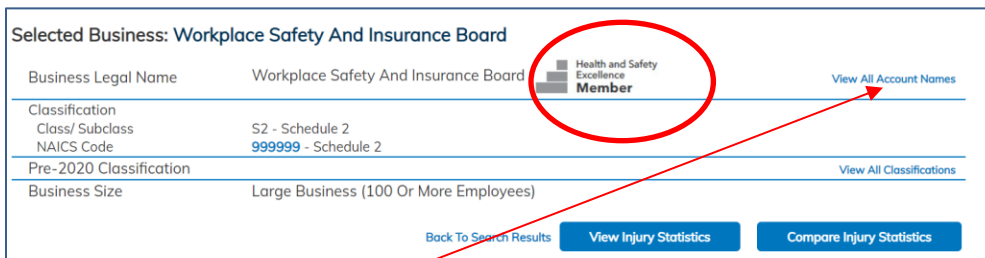 Selected Business: Workplace Safety And Insurance Board
Business Legal Name Workplace Safety And Insurance Board Health and Safety Excellence Member View All Account Names
Classification
Class/ Subclass S2 - Schedule 2
NAICS Code 999999 - Schedule 2
Pre-2020 Classification View All Classifications
Business Size Large Business (100 Or More Employees)
Back To Search Results View Injury Statistics Compare Injury Statistics